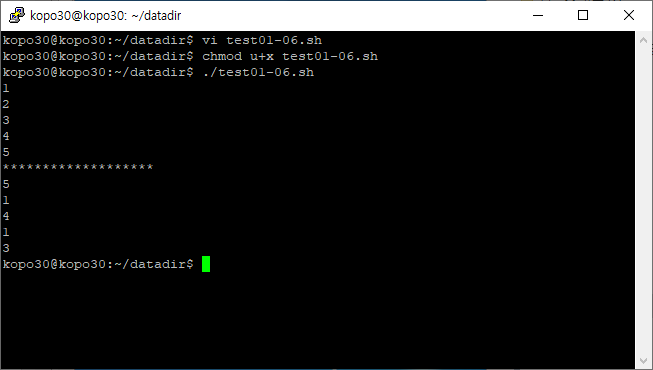 kopo30@kopo30: ~/datadir
kopo30@kopo30:~/datadir$ vi test01-06.sh
kopo30@kopo30:~/datadir$ chmod u+x test01-06.sh
kopo30@kopo30:~/datadir$ ./test01-06.sh
1
2
3
4
5
*******************
5
1
4
1
3
kopo30@kopo30:~/datadir$